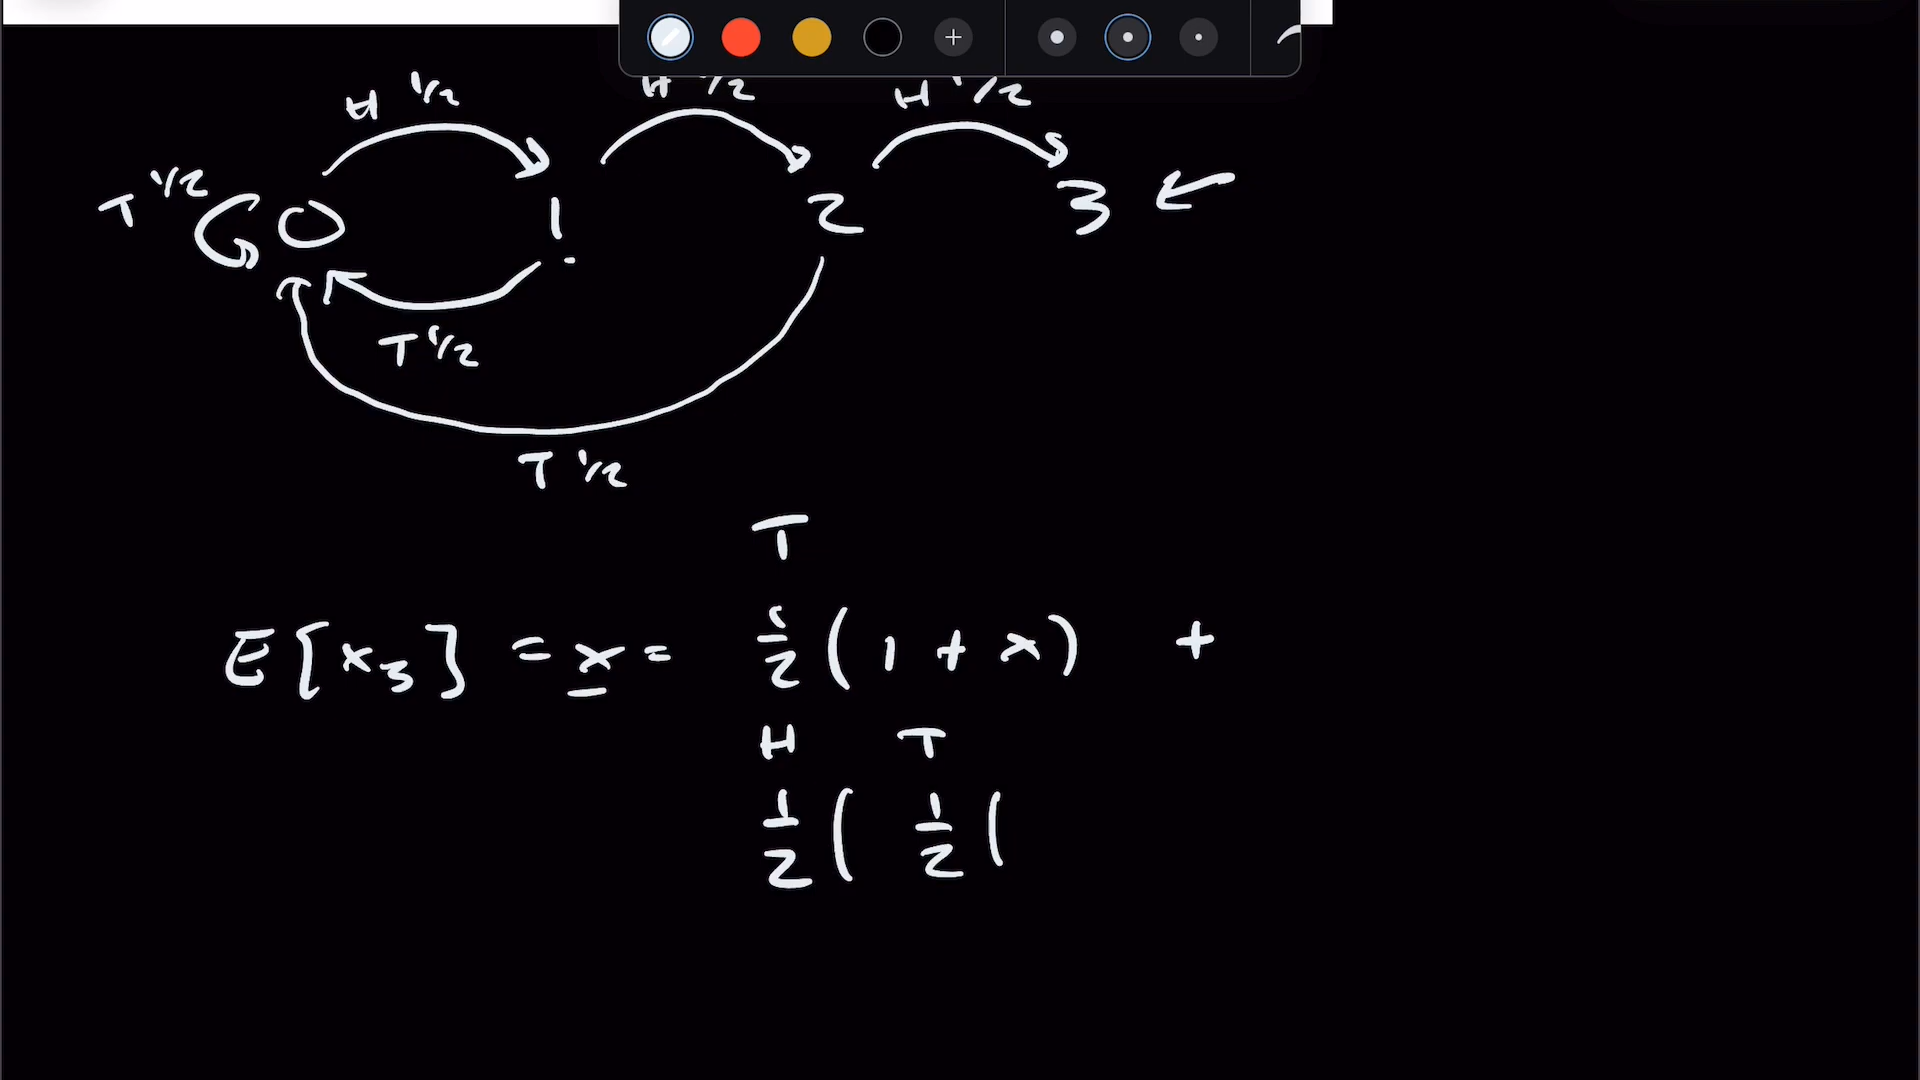 H 1/2 H 1/2 H 1/2
T 1/2 0 1 2 3
T 1/2
T 1/2
T
E[x₃] = x = 1/2 (1 + x) +
H T
1/2 ( 1/2 (